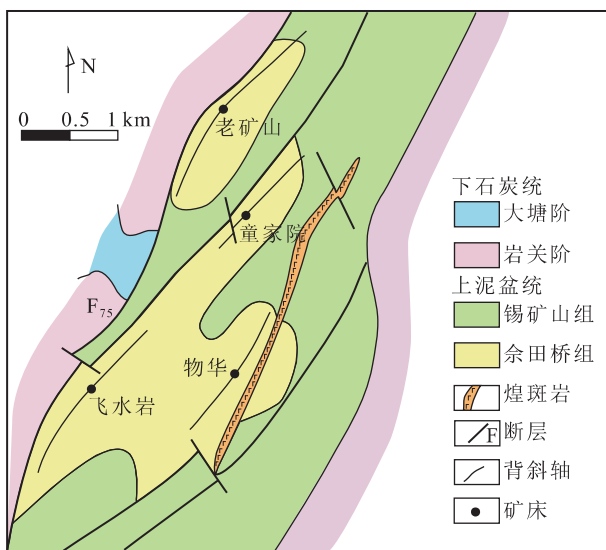 N
0 0.5 1 km
老矿山
童家院
F75
物华
飞水岩
下石炭统
大塘阶
岩关阶
上泥盆统
锡矿山组
佘田桥组
煌斑岩
F 断层
背斜轴
矿床